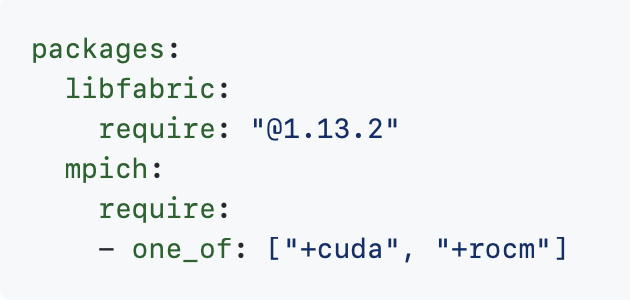 packages:
  libfabric:
    require: "@1.13.2"
  mpich:
    require:
    - one_of: ["+cuda", "+rocm"]